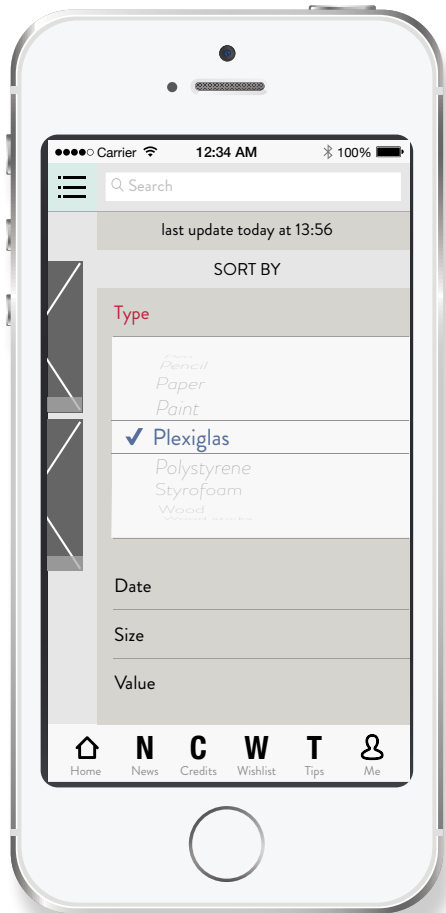 Carrier 12:34 AM 100%
Search
last update today at 13:56
SORT BY
Type
Pen
Pencil
Paper
Paint
✓ Plexiglas
Polystyrene
Styrofoam
Wood
Date
Size
Value
N C W T
Home News Credits Wishlist Tips Me